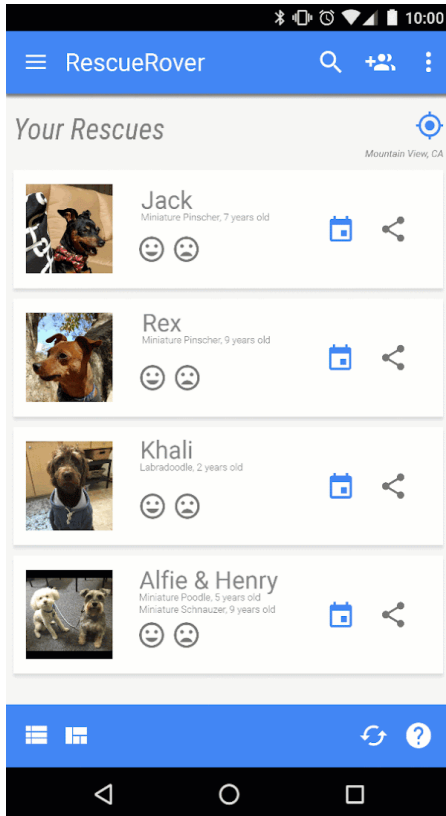 10:00
RescueRover
Your Rescues
Mountain View, CA
Jack
Miniature Pinscher, 7 years old
Rex
Miniature Pinscher, 9 years old
Khali
Labradoodle, 2 years old
Alfie & Henry
Miniature Poodle, 5 years old
Miniature Schnauzer, 9 years old